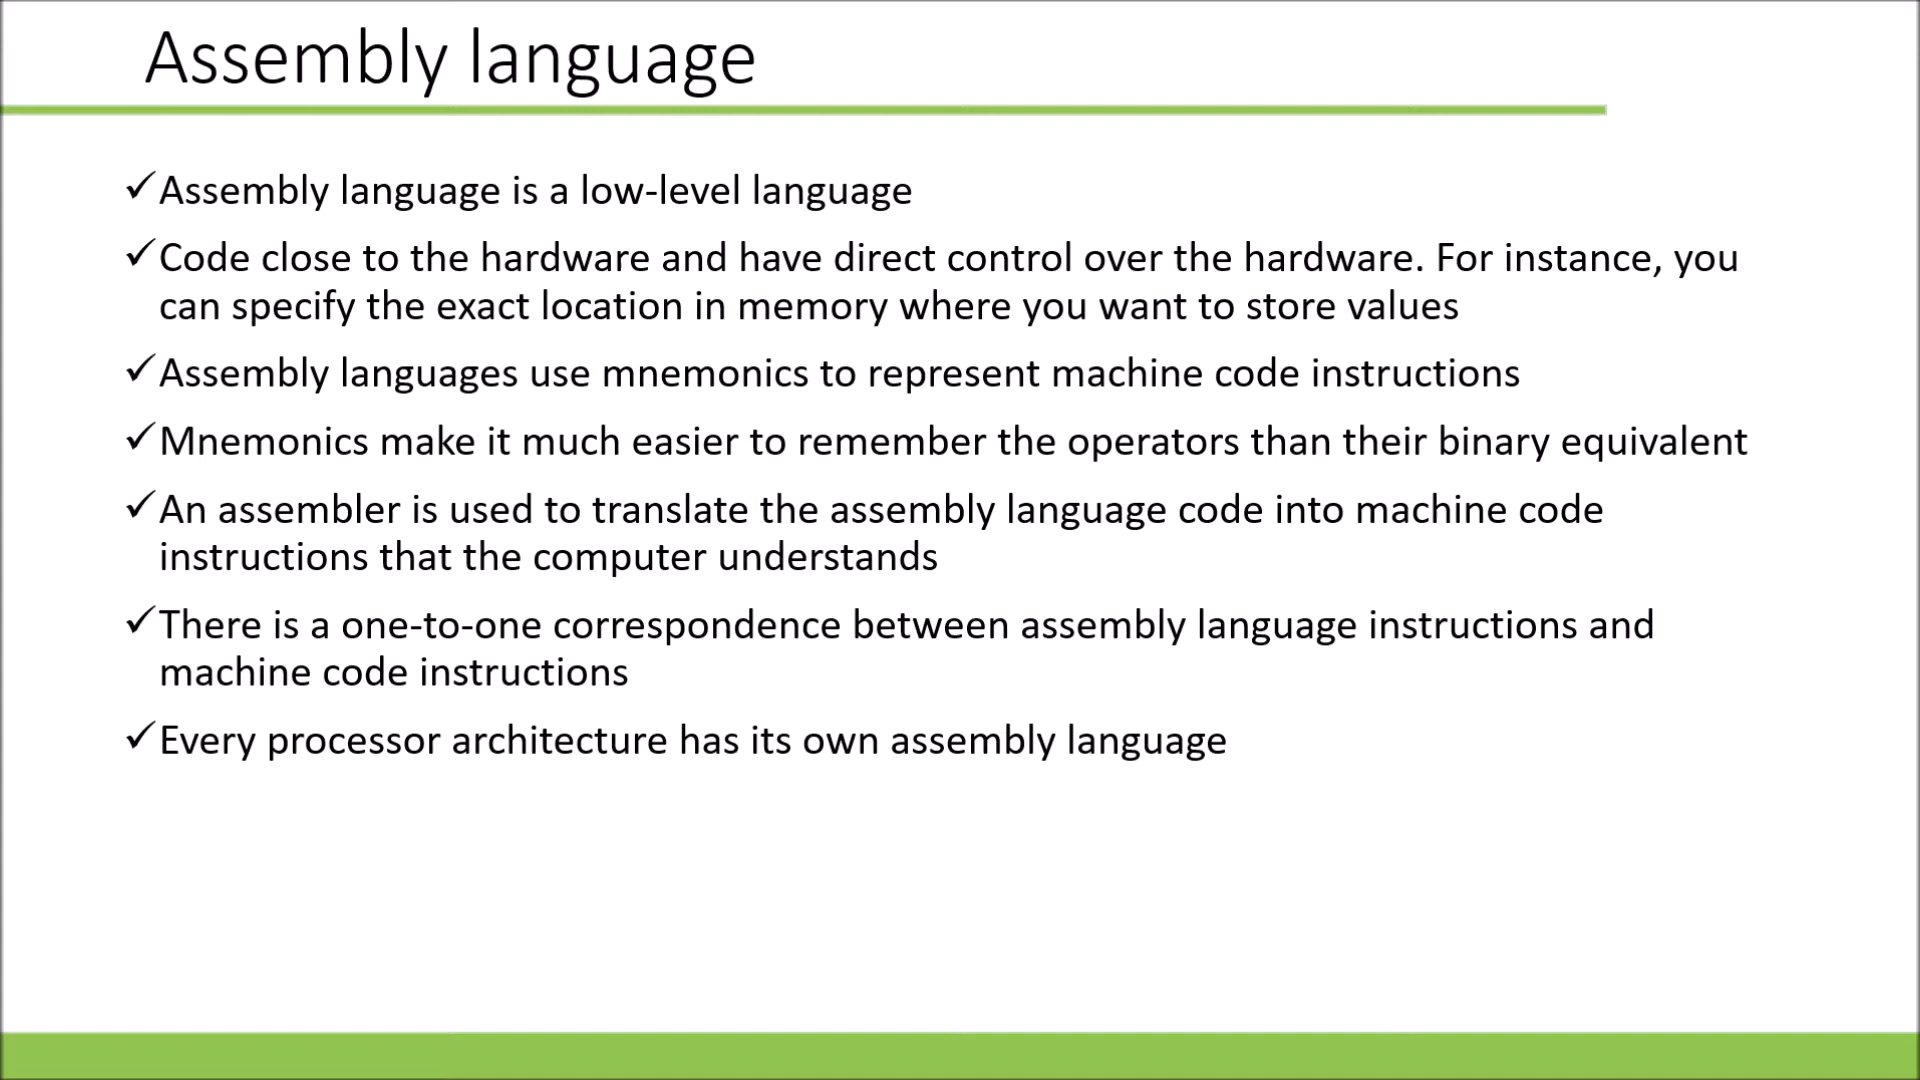 Assembly language
✓Assembly language is a low-level language
✓Code close to the hardware and have direct control over the hardware. For instance, you
can specify the exact location in memory where you want to store values
✓Assembly languages use mnemonics to represent machine code instructions
✓Mnemonics make it much easier to remember the operators than their binary equivalent
✓An assembler is used to translate the assembly language code into machine code
instructions that the computer understands
✓There is a one-to-one correspondence between assembly language instructions and
machine code instructions
✓Every processor architecture has its own assembly language